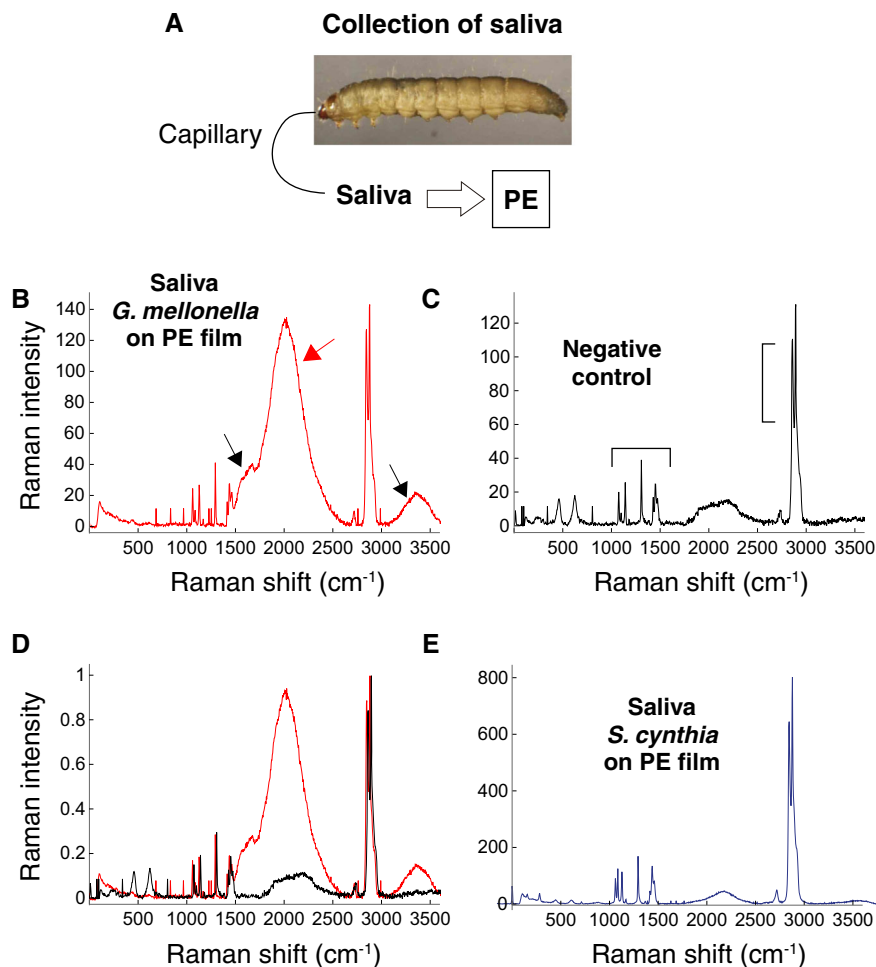 A
Collection of saliva
Capillary
Saliva
PE
B
Saliva
G. mellonella
on PE film
Raman intensity
140
120
100
80
60
40
20
0
500 1000 1500 2000 2500 3000 3500
Raman shift (cm-1)
C
Negative
control
120
100
80
60
40
20
0
500 1000 1500 2000 2500 3000 3500
Raman shift (cm-1)
D
Raman intensity
1
0.8
0.6
0.4
0.2
0
500 1000 1500 2000 2500 3000 3500
Raman shift (cm-1)
E
Saliva
S. cynthia
on PE film
800
600
400
200
0
500 1000 1500 2000 2500 3000 3500
Raman shift (cm-1)